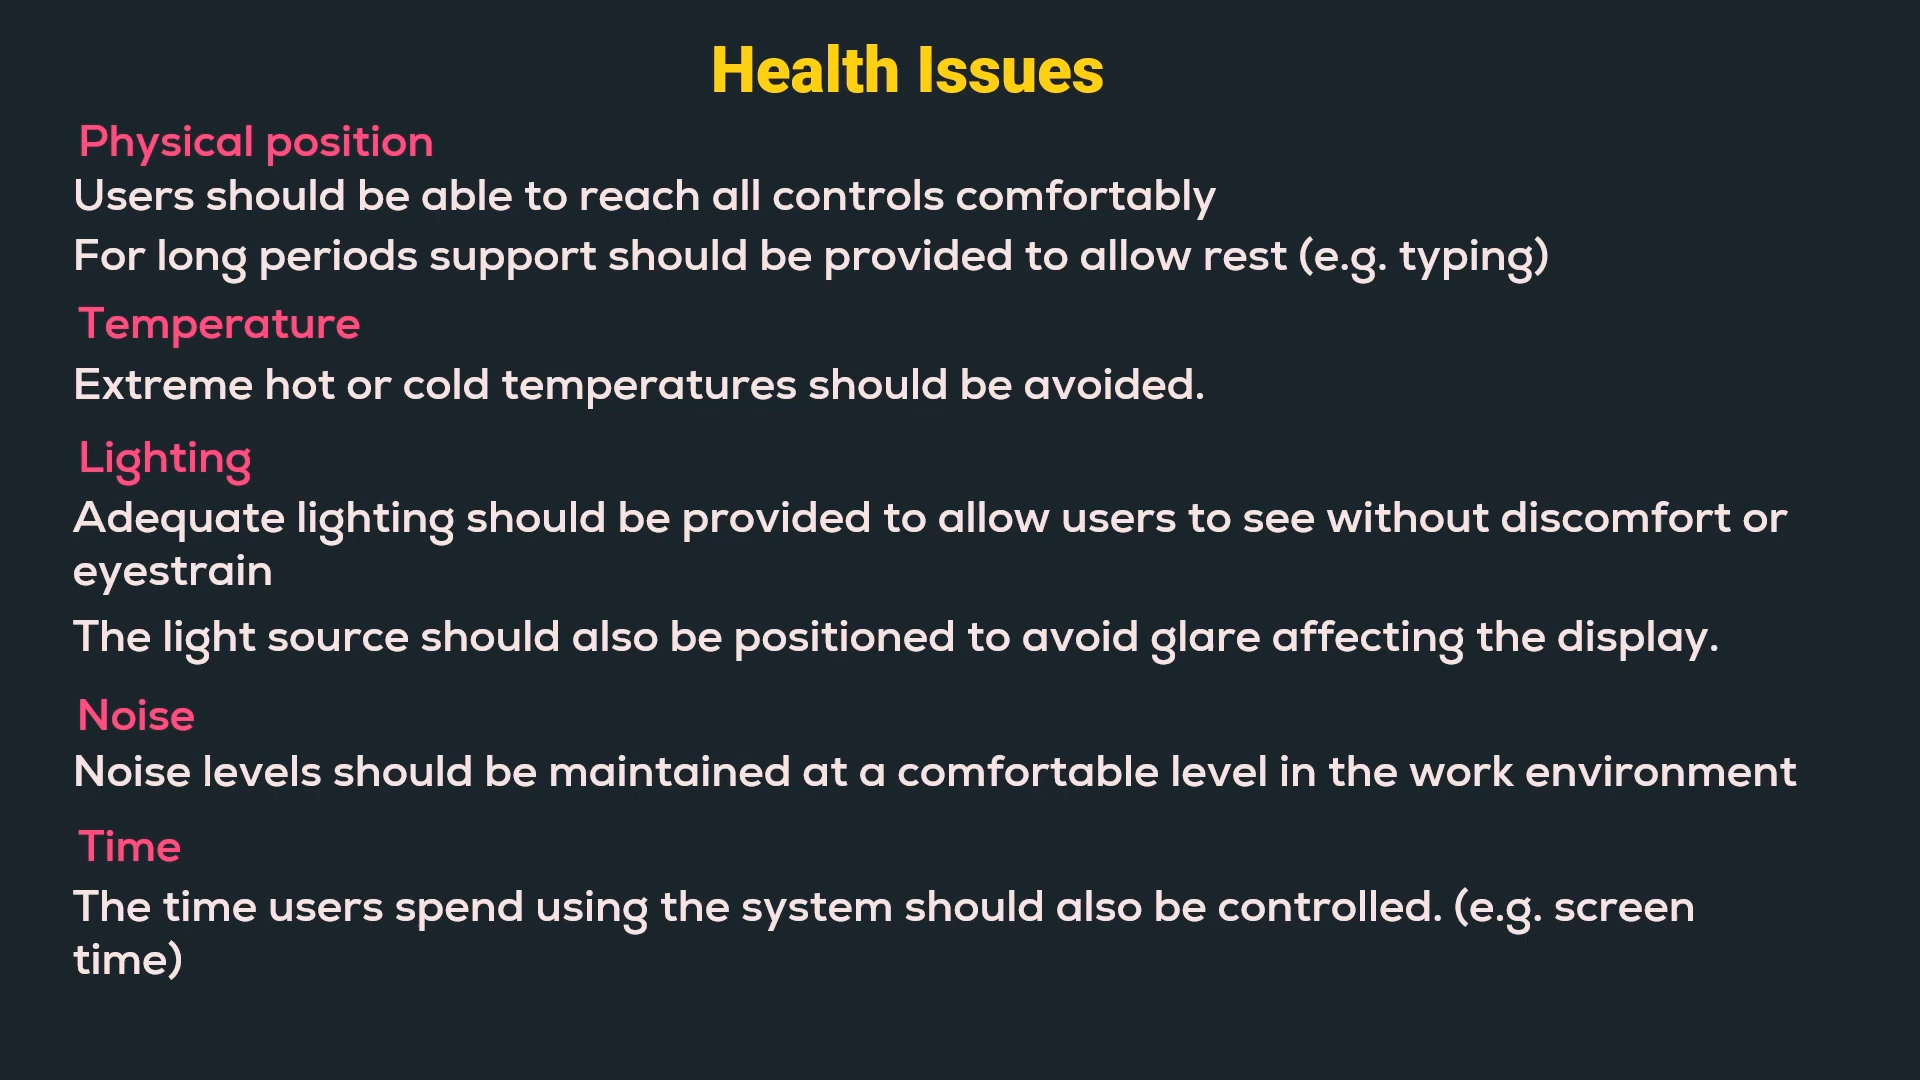 Health Issues
Physical position
Users should be able to reach all controls comfortably
For long periods support should be provided to allow rest (e.g. typing)
Temperature
Extreme hot or cold temperatures should be avoided.
Lighting
Adequate lighting should be provided to allow users to see without discomfort or
eyestrain
The light source should also be positioned to avoid glare affecting the display.
Noise
Noise levels should be maintained at a comfortable level in the work environment
Time
The time users spend using the system should also be controlled. (e.g. screen
time)